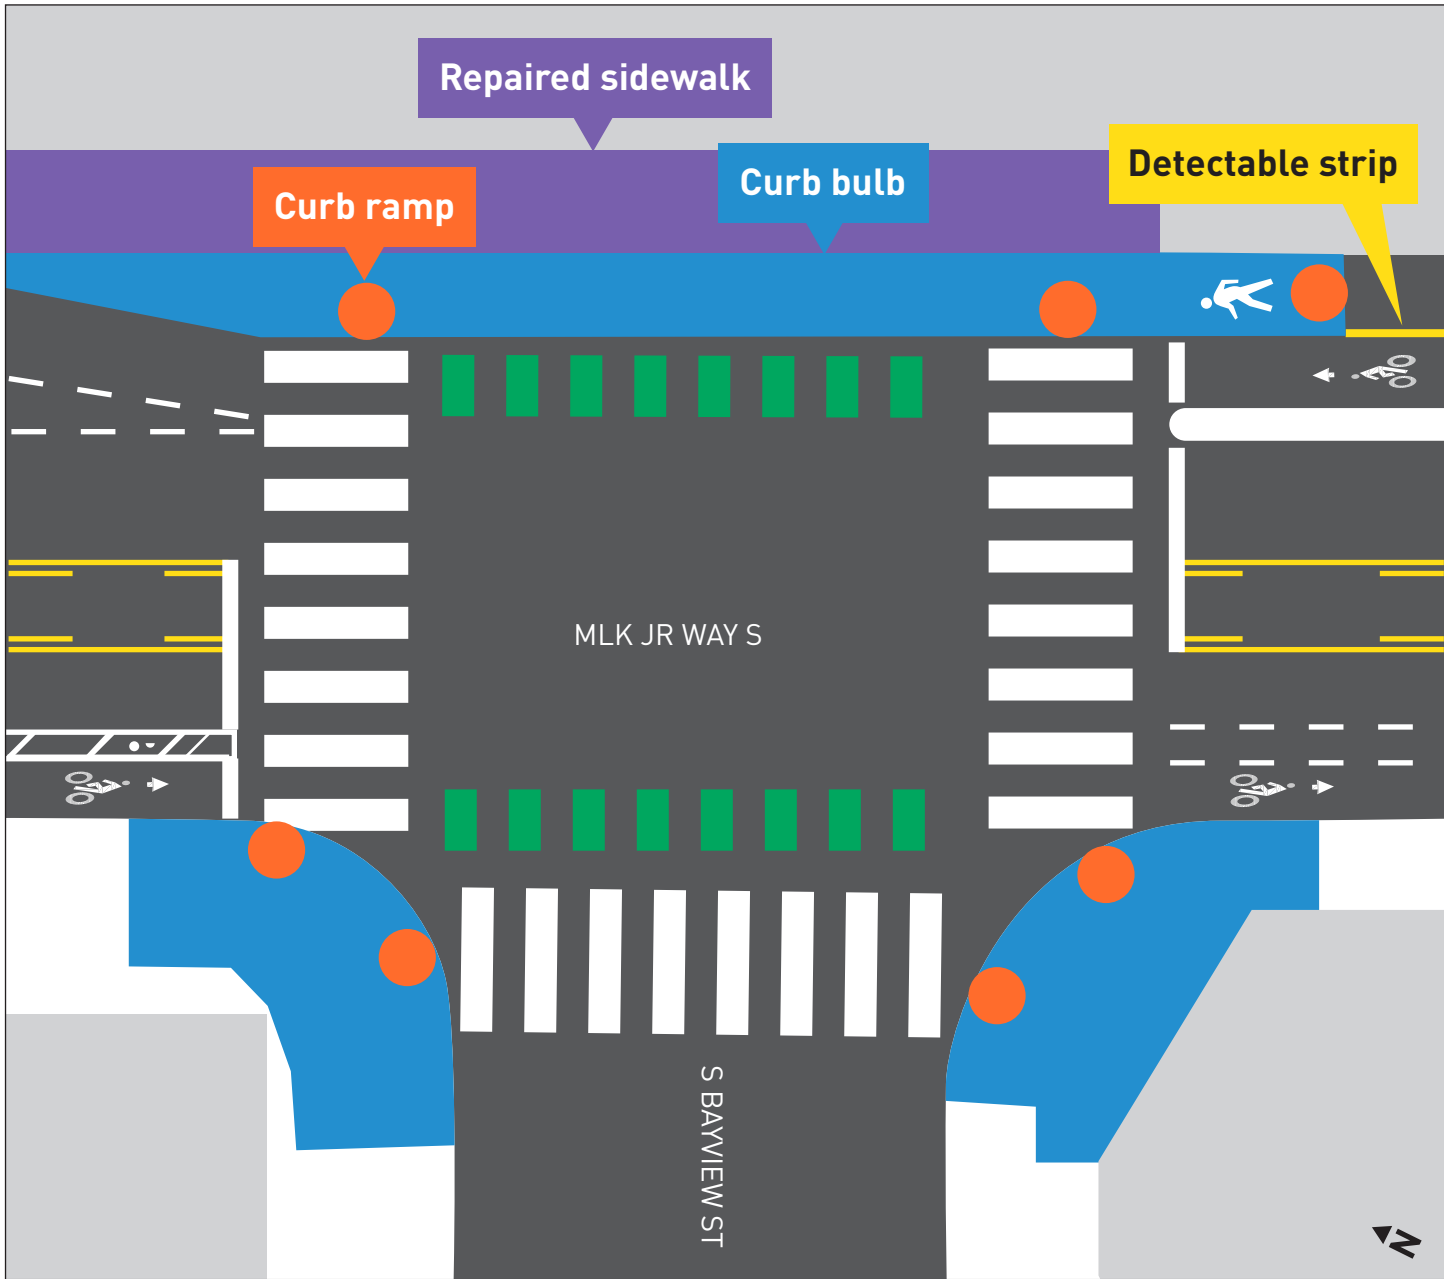 Repaired sidewalk
Detectable strip
Curb bulb
Curb ramp
MLK JR WAY S
S BAYVIEW ST
N